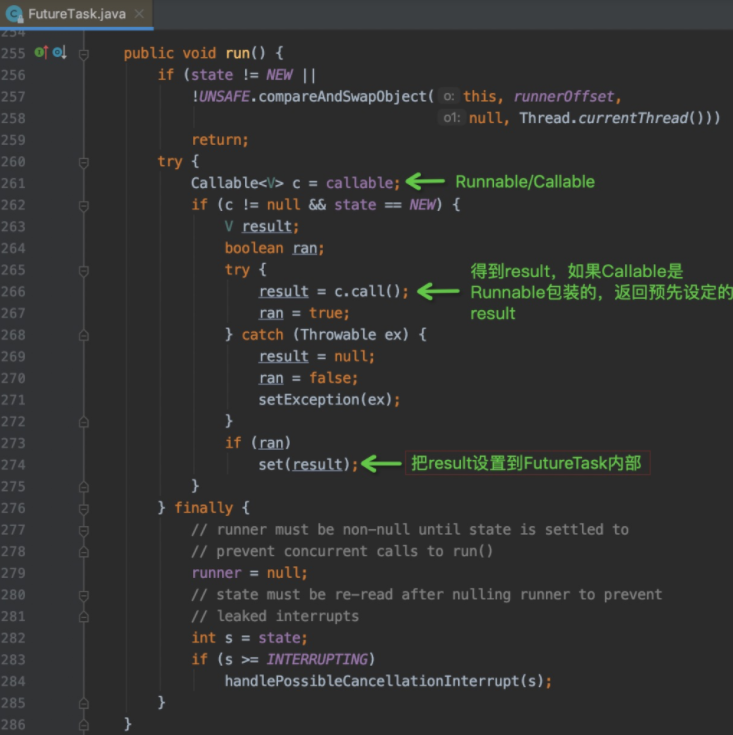 FutureTask.java
254
255 public void run() {
256 if (state != NEW ||
257 !UNSAFE.compareAndSwapObject( o: this, runnerOffset,
258 o1: null, Thread.currentThread()))
259 return;
260 try {
261 Callable<V> c = callable; Runnable/Callable
262 if (c != null && state == NEW) {
263 V result;
264 boolean ran;
265 try { 得到result，如果Callable是
266 result = c.call(); Runnable包装的，返回预先设定的
267 ran = true; result
268 } catch (Throwable ex) {
269 result = null;
270 ran = false;
271 setException(ex);
272 }
273 if (ran)
274 set(result); 把result设置到FutureTask内部
275 }
276 } finally {
277 // runner must be non-null until state is settled to
278 // prevent concurrent calls to run()
279 runner = null;
280 // state must be re-read after nulling runner to prevent
281 // leaked interrupts
282 int s = state;
283 if (s >= INTERRUPTING)
284 handlePossibleCancellationInterrupt(s);
285 }
286 }